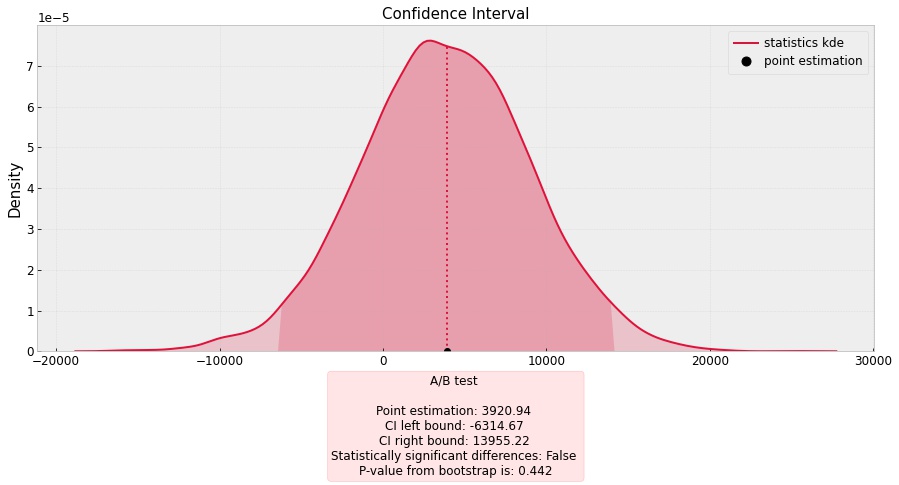 Confidence Interval
1e−5
statistics kde
point estimation
Density
7
6
5
4
3
2
1
0
−20000 −10000 0 10000 20000 30000
A/B test
Point estimation: 3920.94
CI left bound: -6314.67
CI right bound: 13955.22
Statistically significant differences: False
P-value from bootstrap is: 0.442